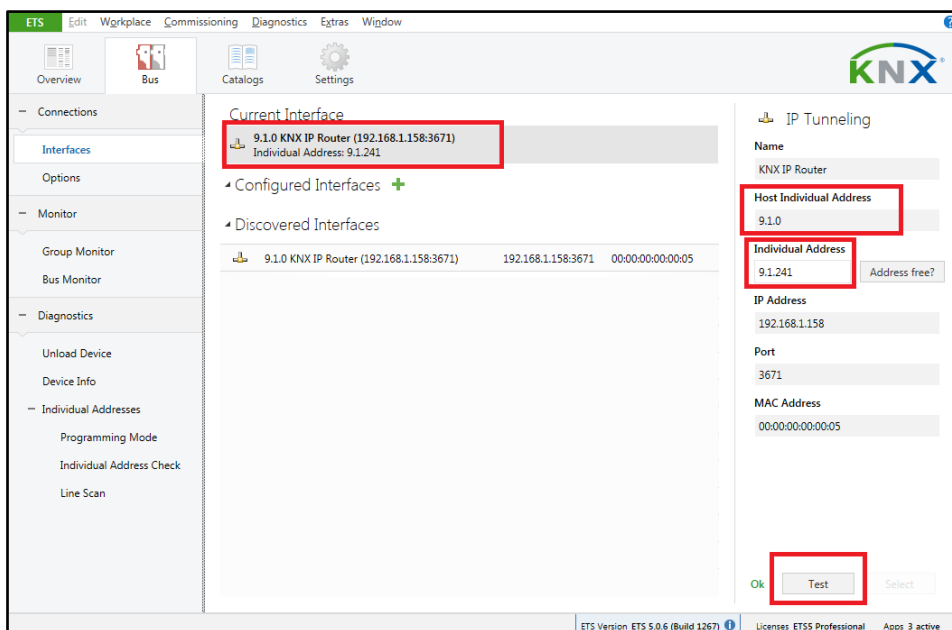 ETS Edit Workplace Commissioning Diagnostics Extras Window ?
Overview Bus Catalogs Settings
KNX®
Connections
Interfaces
Options
Monitor
Group Monitor
Bus Monitor
Diagnostics
Unload Device
Device Info
Individual Addresses
Programming Mode
Individual Address Check
Line Scan
Current Interface
9.1.0 KNX IP Router (192.168.1.158:3671)
Individual Address: 9.1.241
Configured Interfaces
Discovered Interfaces
9.1.0 KNX IP Router (192.168.1.158:3671) 192.168.1.158:3671 00:00:00:00:00:05
IP Tunneling
Name
KNX IP Router
Host Individual Address
9.1.0
Individual Address
9.1.241 Address free?
IP Address
192.168.1.158
Port
3671
MAC Address
00:00:00:00:00:05
Ok Test Select
ETS Version ETS 5.0.6 (Build 1267) i Licenses ETS5 Professional Apps 3 active